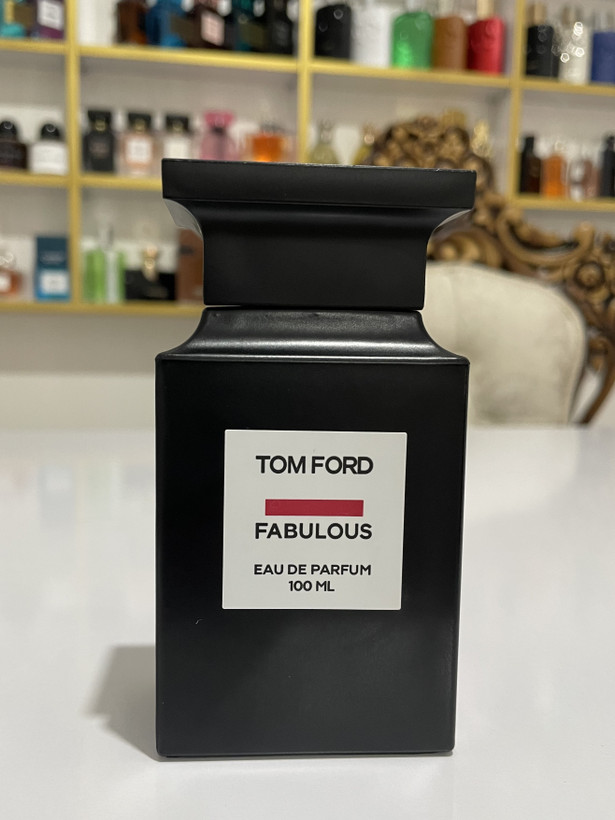 TOM FORD
FABULOUS
EAU DE PARFUM
100 ML